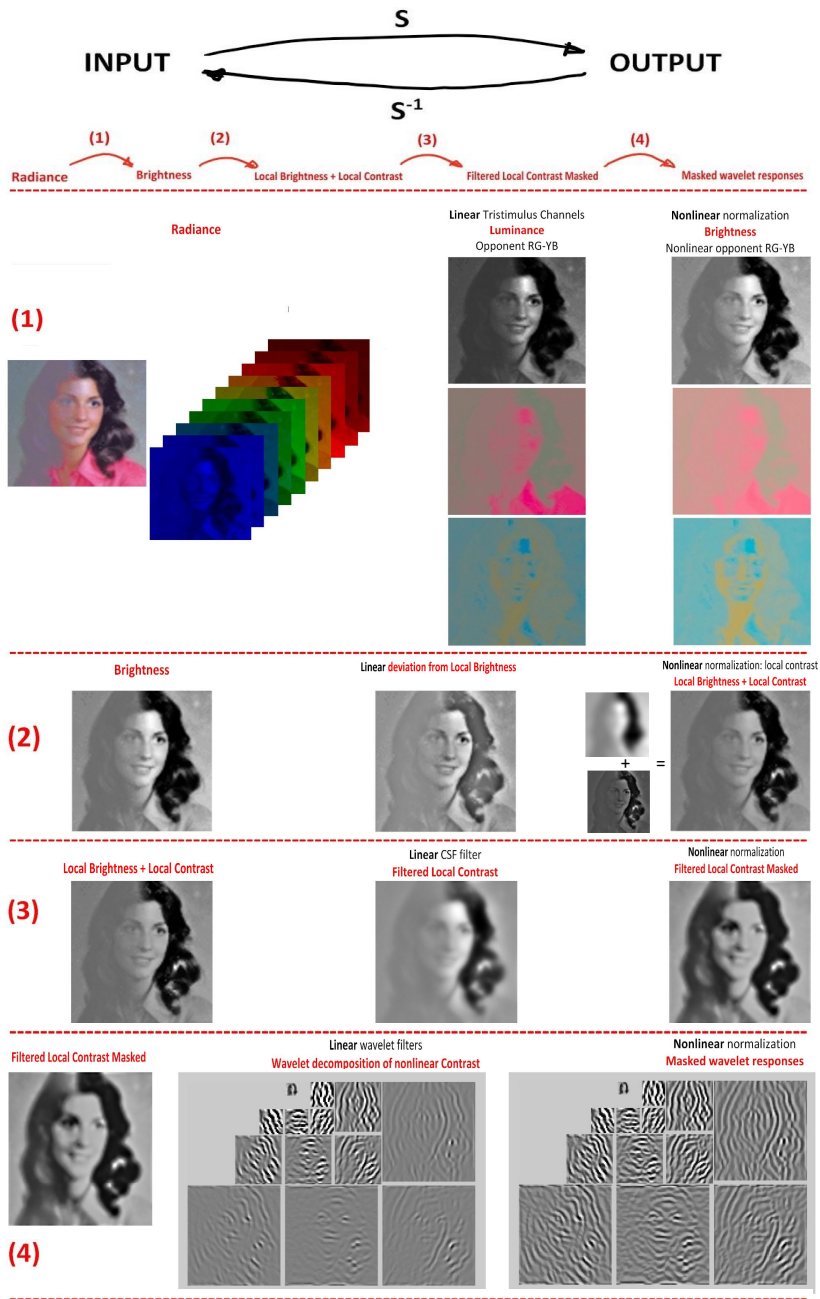 S
INPUT
OUTPUT
S-1
(1)
(2)
(3)
(4)
Radiance
Brightness
Local Brightness + Local Contrast
Filtered Local Contrast Masked
Masked wavelet responses
Radiance
Linear Tristimulus Channels
Luminance
Opponent RG-YB
Nonlinear normalization
Brightness
Nonlinear opponent RG-YB
(1)
Brightness
Linear deviation from Local Brightness
Nonlinear normalization: local contrast
Local Brightness + Local Contrast
(2)
+
=
Local Brightness + Local Contrast
Linear CSF filter
Filtered Local Contrast
Nonlinear normalization
Filtered Local Contrast Masked
(3)
Filtered Local Contrast Masked
Linear wavelet filters
Wavelet decomposition of nonlinear Contrast
Nonlinear normalization
Masked wavelet responses
(4)